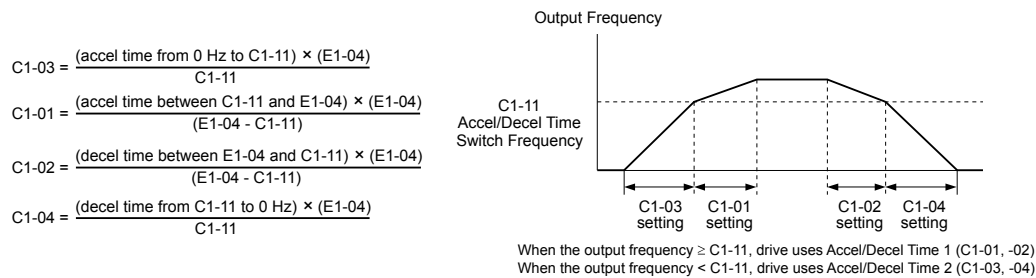 C1-03 = (accel time from 0 Hz to C1-11) × (E1-04)
C1-11
C1-01 = (accel time between C1-11 and E1-04) × (E1-04)
(E1-04 - C1-11)
C1-02 = (decel time between E1-04 and C1-11) × (E1-04)
(E1-04 - C1-11)
C1-04 = (decel time from C1-11 to 0 Hz) × (E1-04)
C1-11
Output Frequency
C1-11
Accel/Decel Time
Switch Frequency
C1-03 setting
C1-01 setting
C1-02 setting
C1-04 setting
When the output frequency ≥ C1-11, drive uses Accel/Decel Time 1 (C1-01, -02)
When the output frequency < C1-11, drive uses Accel/Decel Time 2 (C1-03, -04)